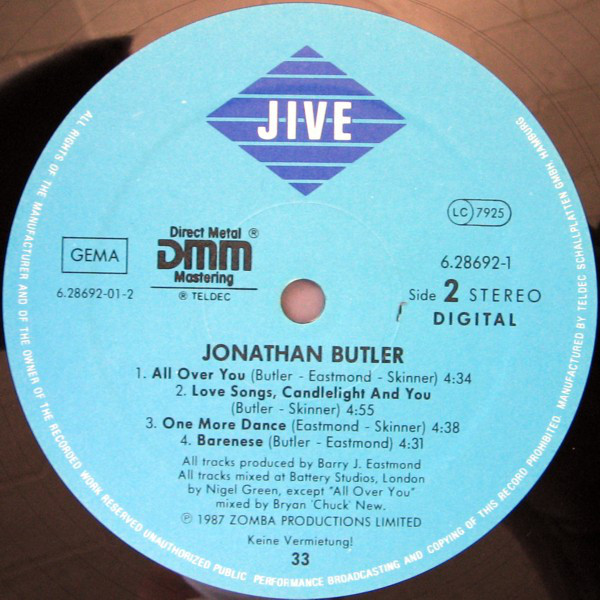 JIVE
LC 7925
GEMA
Direct Metal ®
DMM
Mastering
® TELDEC
6.28692-01-2
6.28692-1
Side 2 STEREO
DIGITAL
JONATHAN BUTLER
1. All Over You (Butler - Eastmond - Skinner) 4:34
2. Love Songs, Candlelight And You
(Butler - Skinner) 4:55
3. One More Dance (Eastmond - Skinner) 4:38
4. Barenese (Butler - Eastmond) 4:31
All tracks produced by Barry J. Eastmond
All tracks mixed at Battery Studios, London
by Nigel Green, except "All Over You"
mixed by Bryan 'Chuck' New.
℗ 1987 ZOMBA PRODUCTIONS LIMITED
Keine Vermietung!
33
ALL RIGHTS OF THE MANUFACTURER AND OF THE OWNER OF THE RECORDED WORK RESERVED UNAUTHORIZED PUBLIC PERFORMANCE BROADCASTING AND COPYING OF THIS RECORD PROHIBITED. MANUFACTURED BY TELDEC SCHALLPLATTEN GMBH, HAMBURG